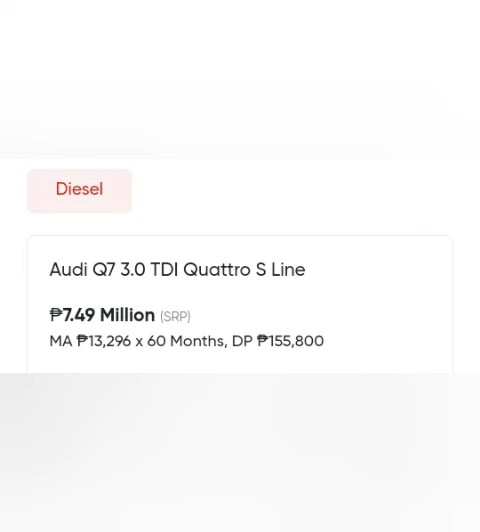 Diesel
Audi Q7 3.0 TDI Quattro S Line
₱7.49 Million (SRP)
MA ₱13,296 x 60 Months, DP ₱155,800